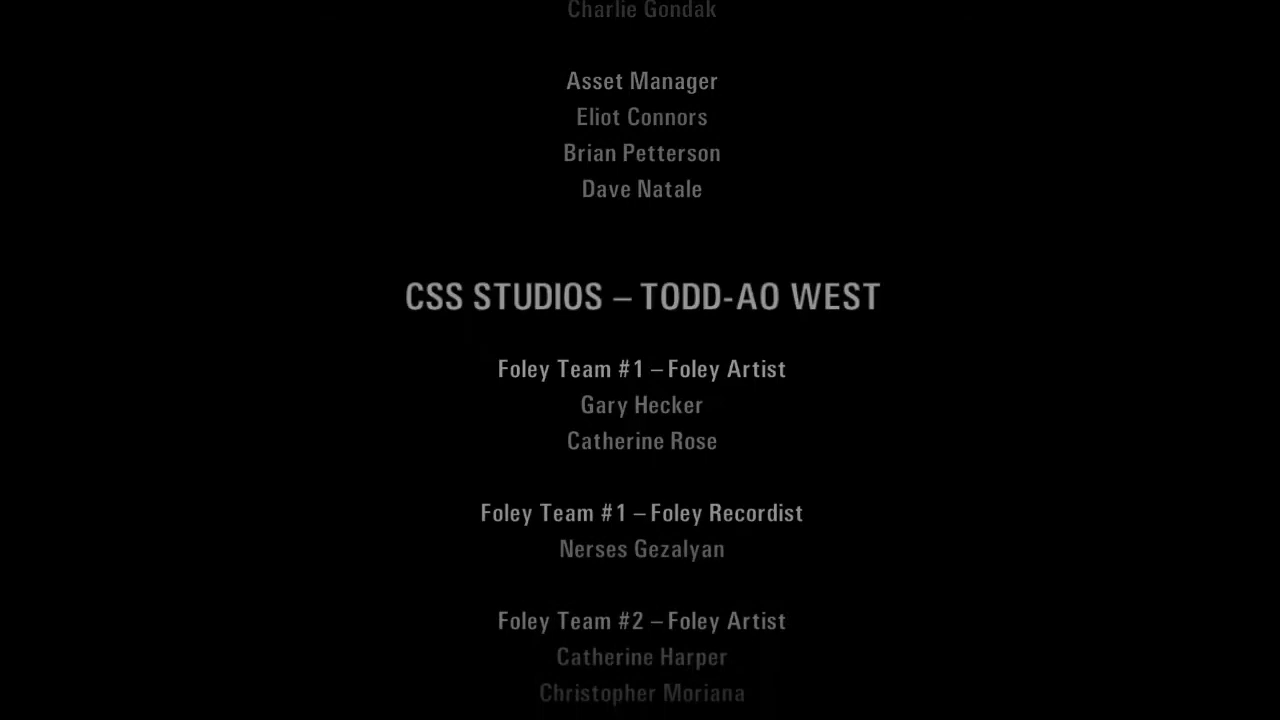 Charlie Gondak
Asset Manager
Eliot Connors
Brian Petterson
Dave Natale
CSS STUDIOS – TODD-AO WEST
Foley Team #1 – Foley Artist
Gary Hecker
Catherine Rose
Foley Team #1 – Foley Recordist
Nerses Gezalyan
Foley Team #2 – Foley Artist
Catherine Harper
Christopher Moriana